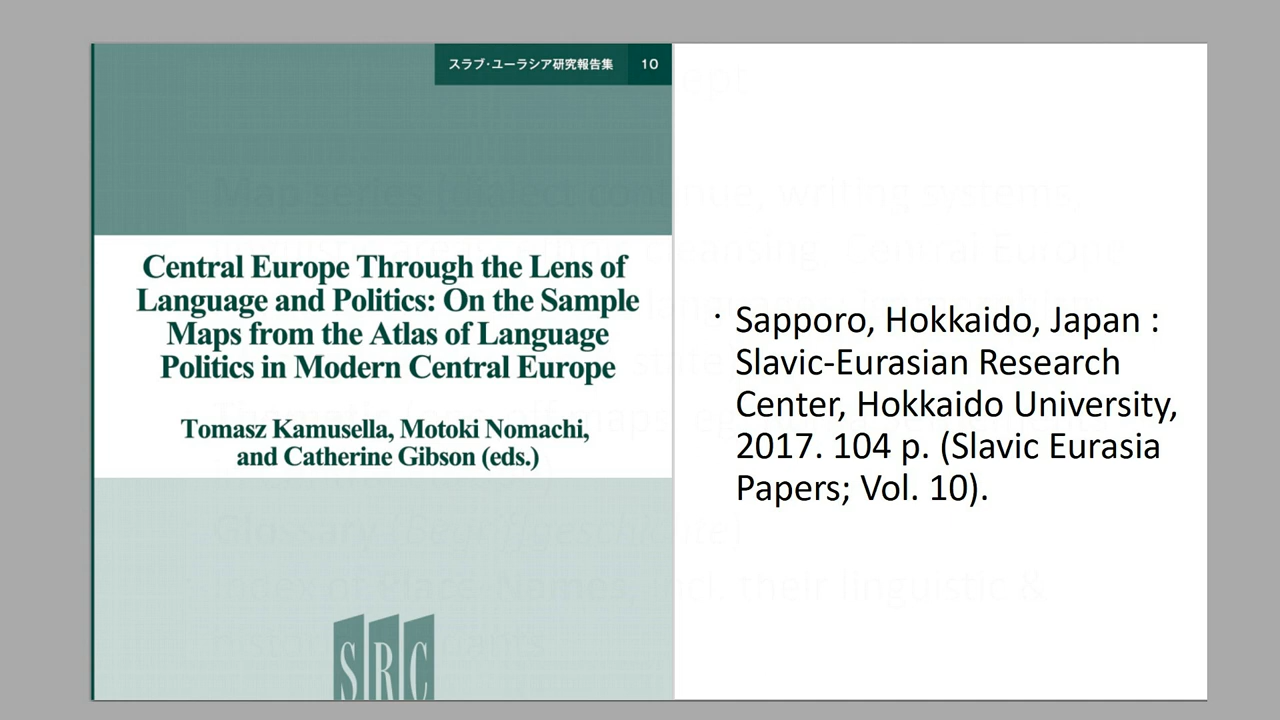 スラブ・ユーラシア研究報告集 10
Central Europe Through the Lens of
Language and Politics: On the Sample
Maps from the Atlas of Language
Politics in Modern Central Europe
Tomasz Kamusella, Motoki Nomachi,
and Catherine Gibson (eds.)
SRC
· Sapporo, Hokkaido, Japan :
Slavic-Eurasian Research
Center, Hokkaido University,
2017. 104 p. (Slavic Eurasia
Papers; Vol. 10).